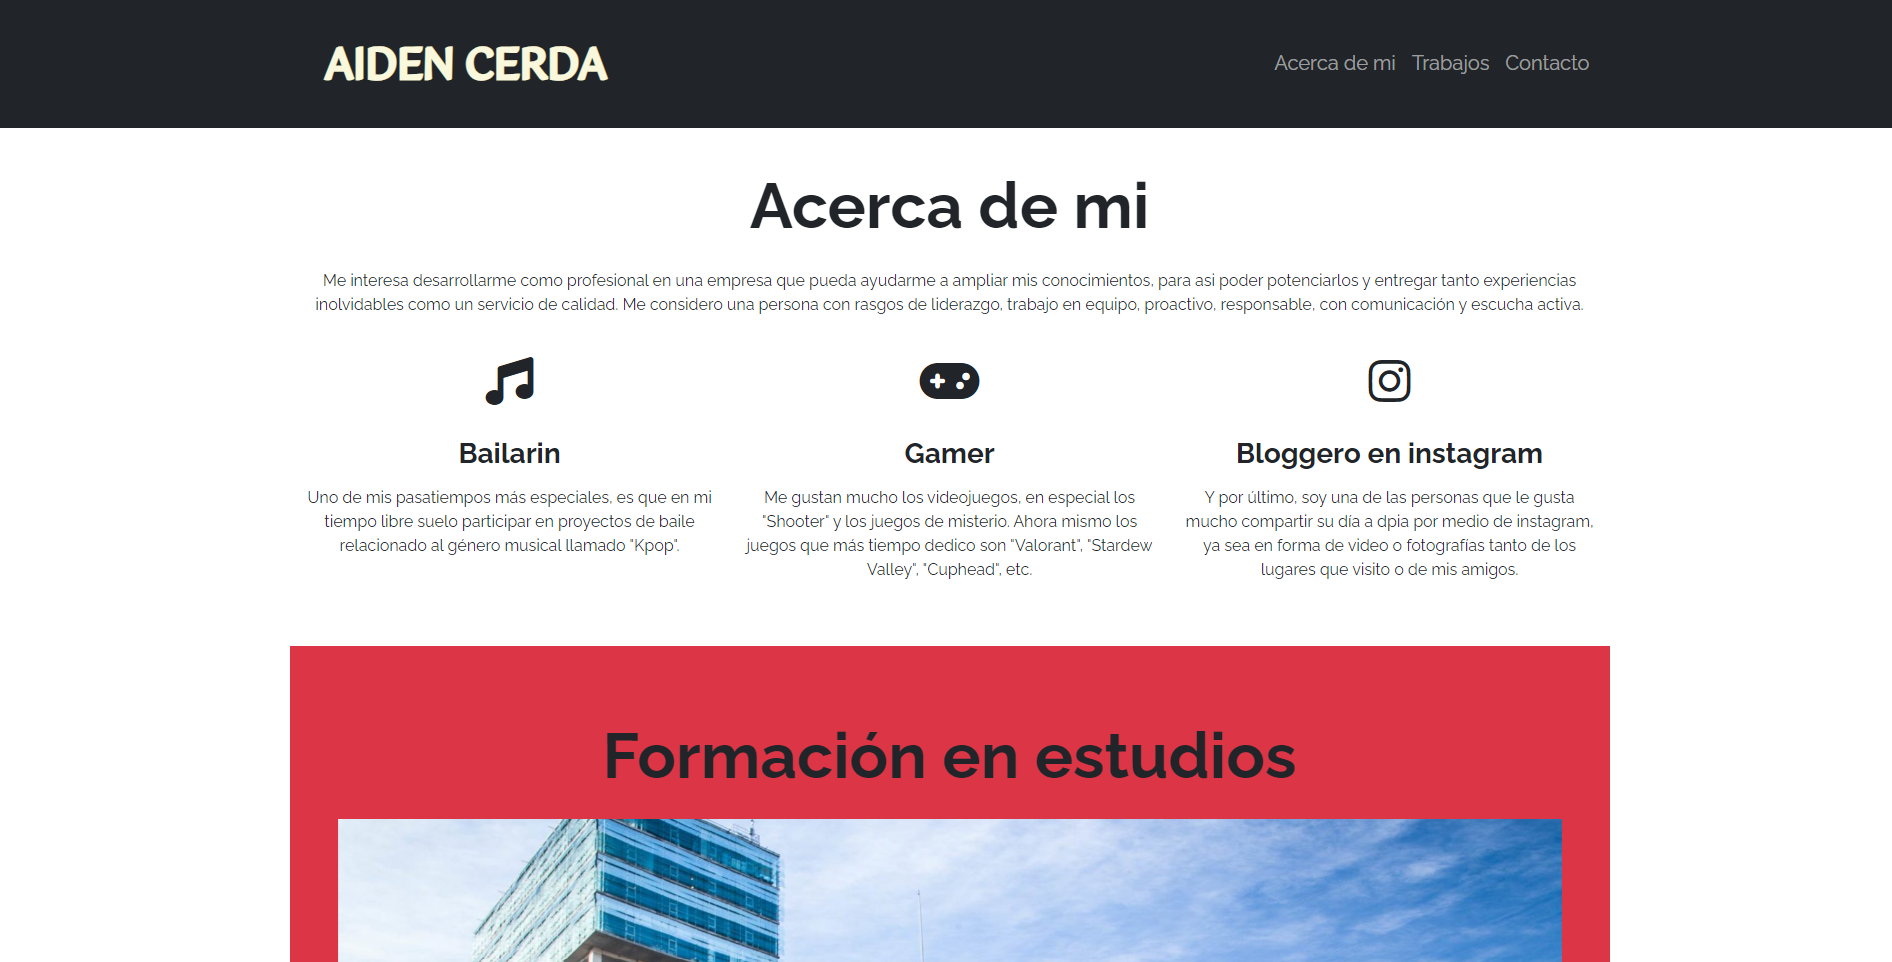 AIDEN CERDA
Acerca de mi Trabajos Contacto
Acerca de mi
Me interesa desarrollarme como profesional en una empresa que pueda ayudarme a ampliar mis conocimientos, para asi poder potenciarlos y entregar tanto experiencias
inolvidables como un servicio de calidad. Me considero una persona con rasgos de liderazgo, trabajo en equipo, proactivo, responsable, con comunicación y escucha activa.
Bailarin
Uno de mis pasatiempos más especiales, es que en mi
tiempo libre suelo participar en proyectos de baile
relacionado al género musical llamado "Kpop".
Gamer
Me gustan mucho los videojuegos, en especial los
"Shooter" y los juegos de misterio. Ahora mismo los
juegos que más tiempo dedico son "Valorant", "Stardew
Valley", "Cuphead", etc.
Bloggero en instagram
Y por último, soy una de las personas que le gusta
mucho compartir su día a dpia por medio de instagram,
ya sea en forma de video o fotografías tanto de los
lugares que visito o de mis amigos.
Formación en estudios